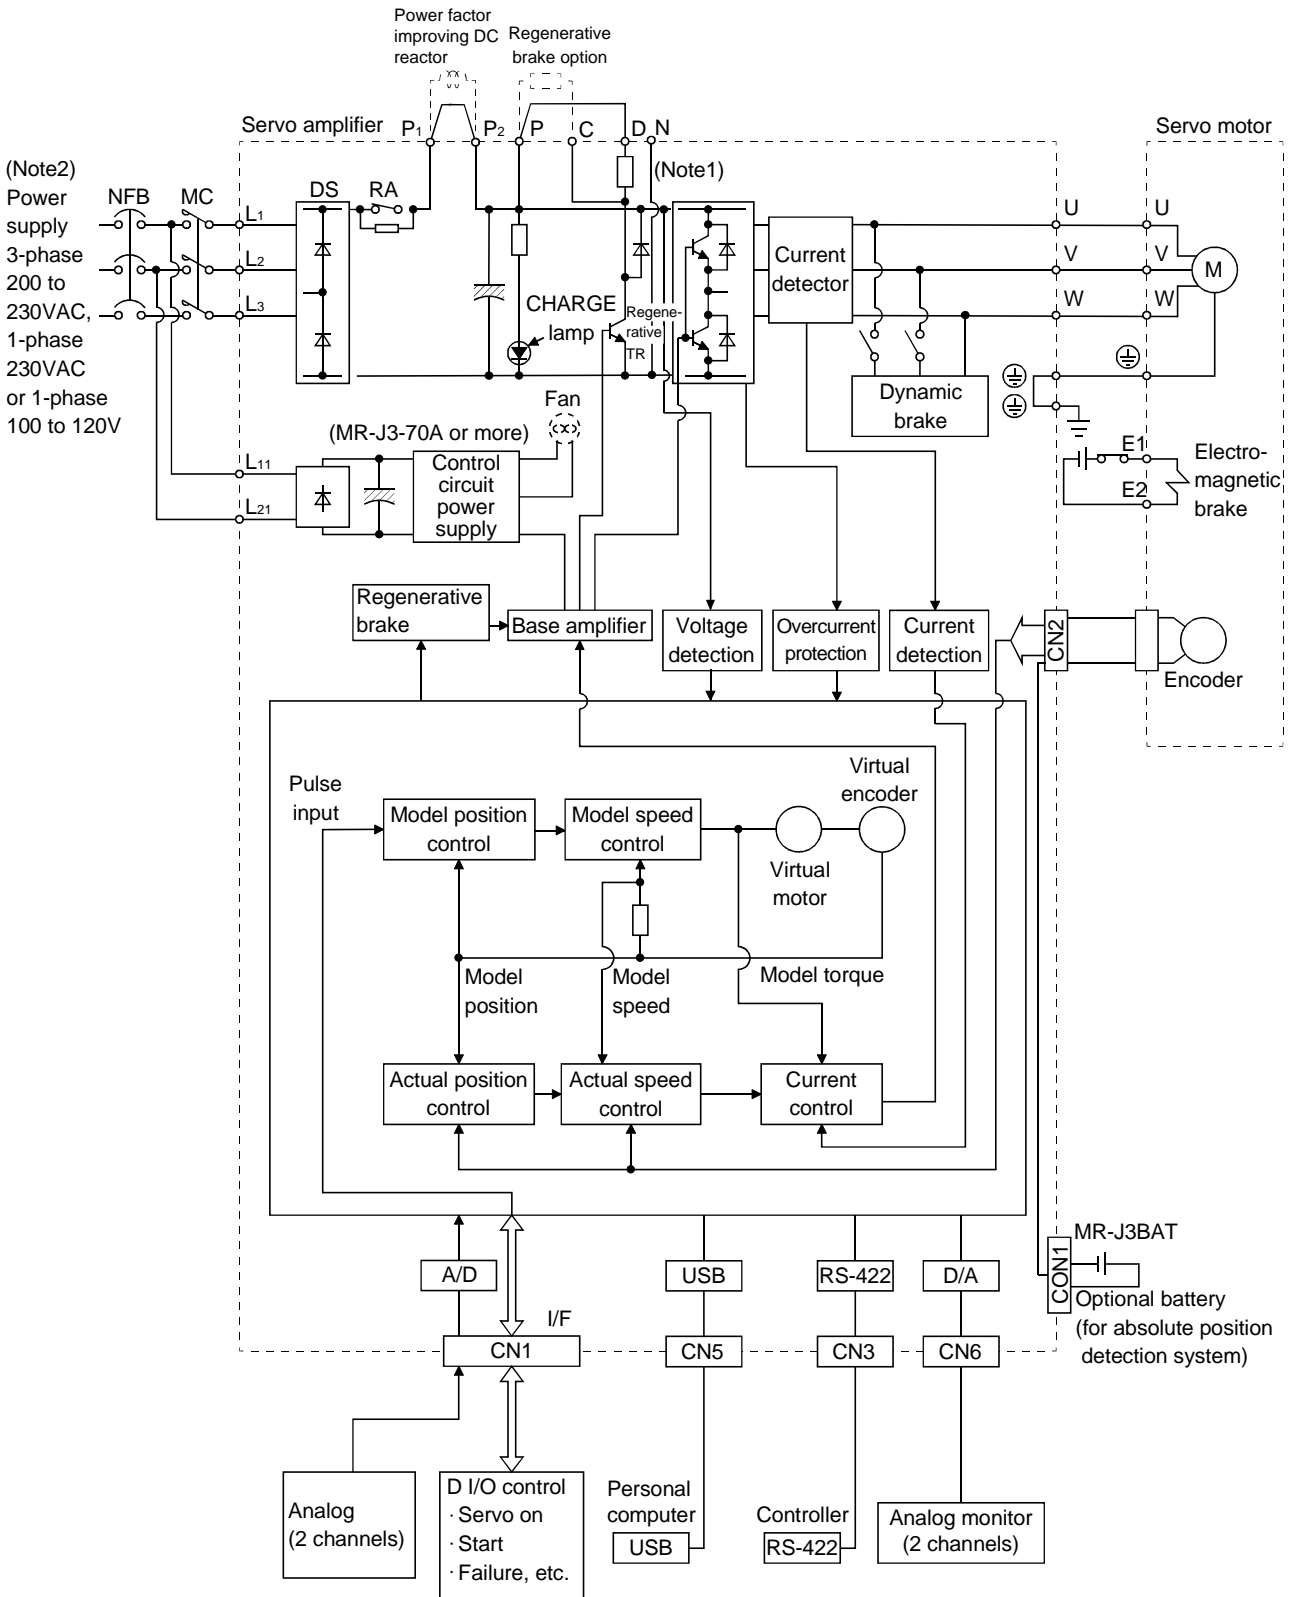 Power factor
improving DC
reactor
Regenerative
brake option
Servo amplifier
P1
P2
P
C
D
N
Servo motor
(Note2)
Power
supply
3-phase
200 to
230VAC,
1-phase
230VAC
or 1-phase
100 to 120V
NFB
MC
DS
RA
(Note1)
L1
L2
L3
U
V
W
U
V
W
M
Current
detector
CHARGE
lamp
Regene-
rative
TR
Dynamic
brake
Fan
(MR-J3-70A or more)
L11
L21
Control
circuit
power
supply
E1
E2
Electro-
magnetic
brake
Regenerative
brake
Base amplifier
Voltage
detection
Overcurrent
protection
Current
detection
CN2
Encoder
Pulse
input
Model position
control
Model speed
control
Virtual
encoder
Virtual
motor
Model
position
Model
speed
Model torque
Actual position
control
Actual speed
control
Current
control
A/D
USB
RS-422
D/A
MR-J3BAT
CON1
Optional battery
(for absolute position
detection system)
I/F
CN1
CN5
CN3
CN6
Analog
(2 channels)
D I/O control
· Servo on
· Start
· Failure, etc.
Personal
computer
USB
Controller
RS-422
Analog monitor
(2 channels)